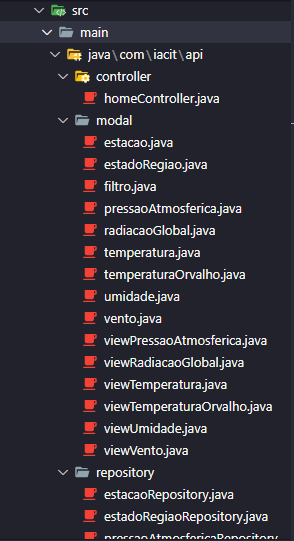 src
main
java\com\iacit\api
controller
homeController.java
modal
estacao.java
estadoRegiao.java
filtro.java
pressaoAtmosferica.java
radiacaoGlobal.java
temperatura.java
temperaturaOrvalho.java
umidade.java
vento.java
viewPressaoAtmosferica.java
viewRadiacaoGlobal.java
viewTemperatura.java
viewTemperaturaOrvalho.java
viewUmidade.java
viewVento.java
repository
estacaoRepository.java
estadoRegiaoRepository.java
pressaoAtmosfericaRepository